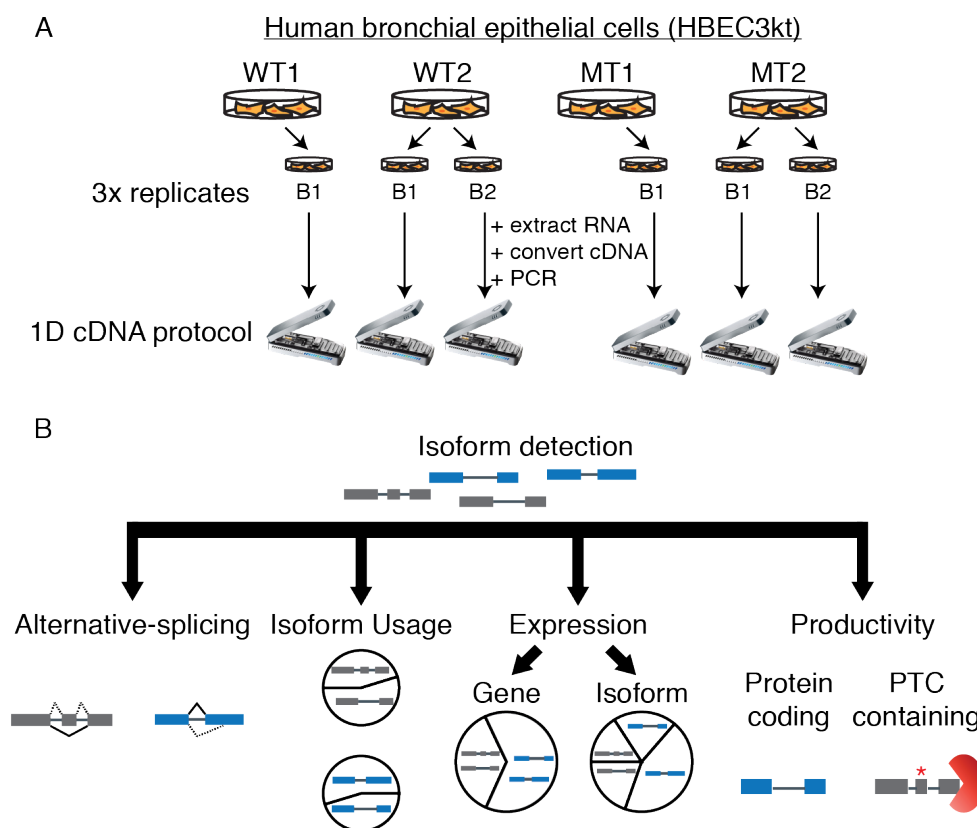 A
Human bronchial epithelial cells (HBEC3kt)
WT1 WT2 MT1 MT2
3x replicates B1 B1 B2 B1 B1 B2
+ extract RNA
+ convert cDNA
+ PCR
1D cDNA protocol
B
Isoform detection
Alternative-splicing Isoform Usage Expression Productivity
Gene Isoform
Protein coding
PTC containing
*